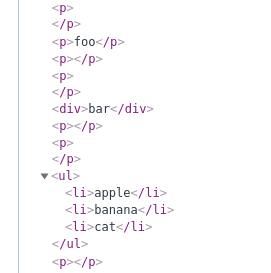 <p>
</p>
<p>foo</p>
<p></p>
<p>
</p>
<div>bar</div>
<p></p>
<p>
</p>
<ul>
<li>apple</li>
<li>banana</li>
<li>cat</li>
</ul>
<p></p>